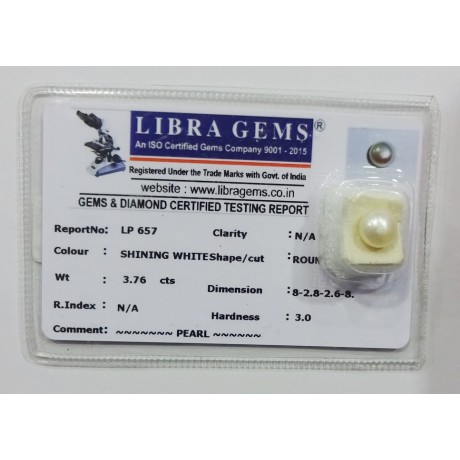 LIBRA GEMS®
An ISO Certified Gems Company 9001 - 2015
Registered Under the Trade Marks with Govt. of India
website : www.libragems.co.in
GEMS & DIAMOND CERTIFIED TESTING REPORT
ReportNo: LP 657 Clarity : N/A
Colour : SHINING WHITE Shape/cut : ROUN
Wt : 3.76 cts Dimension : 8-2.8-2.6-8.
R.Index : N/A Hardness : 3.0
Comment: ~~~~~~~ PEARL ~~~~~~